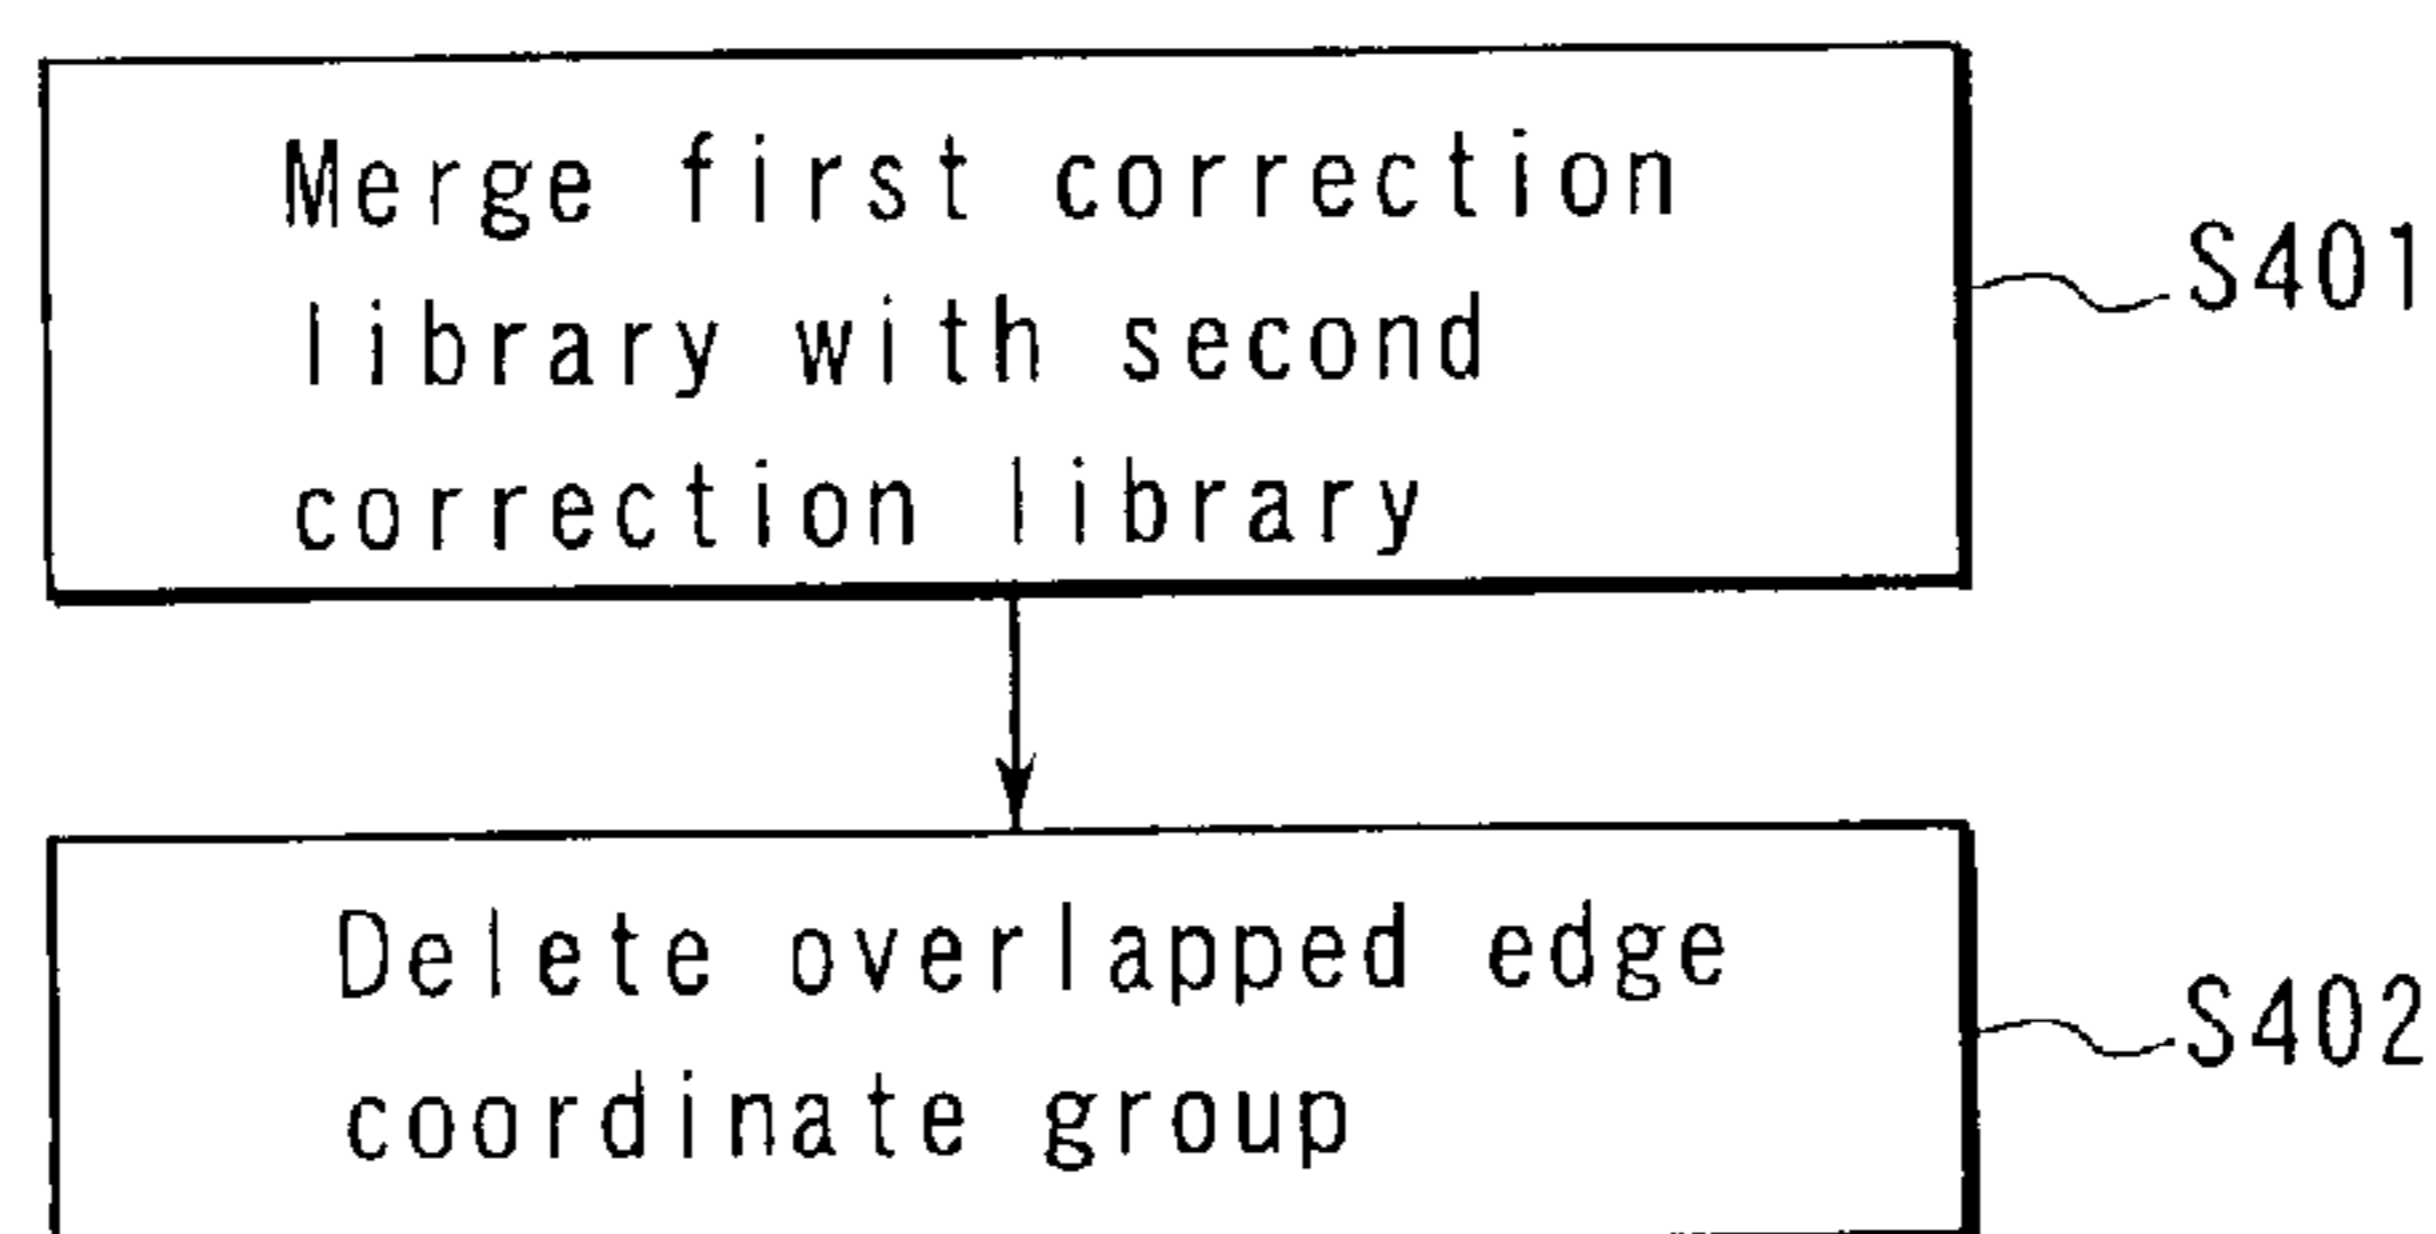 Merge first correction
library with second
correction library
S401
Delete overlapped edge
coordinate group
S402